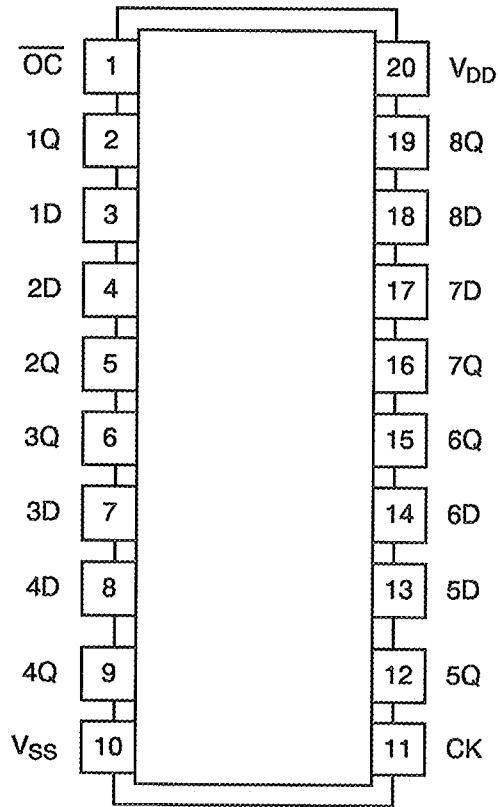 O̅C̅ 1 20 VDD
1Q 2 19 8Q
1D 3 18 8D
2D 4 17 7D
2Q 5 16 7Q
3Q 6 15 6Q
3D 7 14 6D
4D 8 13 5D
4Q 9 12 5Q
VSS 10 11 CK